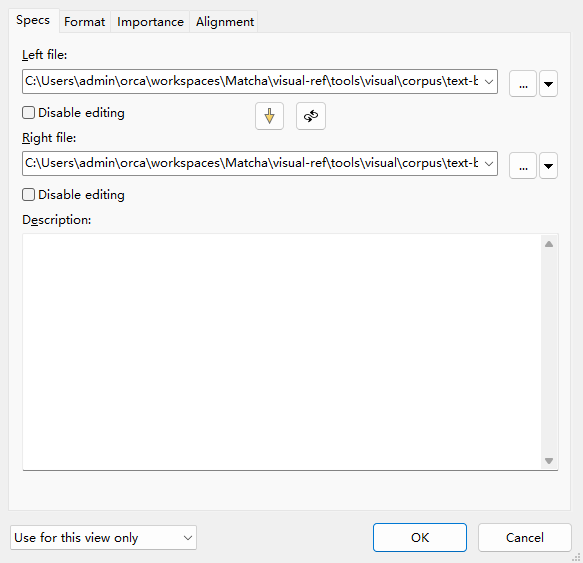 Specs Format Importance Alignment
Left file:
C:\Users\admin\orca\workspaces\Matcha\visual-ref\tools\visual\corpus\text-b
...
Disable editing
Right file:
C:\Users\admin\orca\workspaces\Matcha\visual-ref\tools\visual\corpus\text-b
...
Disable editing
Description:
Use for this view only OK Cancel